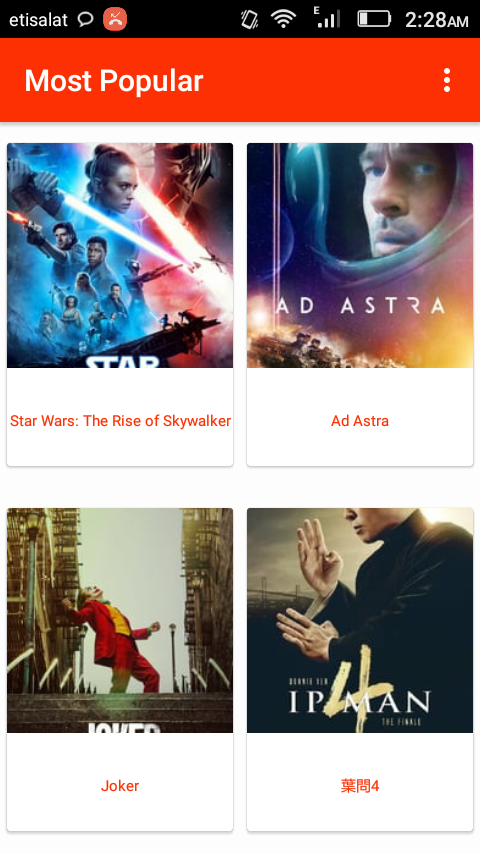 etisalat
E
2:28AM
Most Popular
STAR
AD ASTRA
Star Wars: The Rise of Skywalker
Ad Astra
JOKER
DONNIE YEN
IP MAN 4
THE FINALE
Joker
葉問4